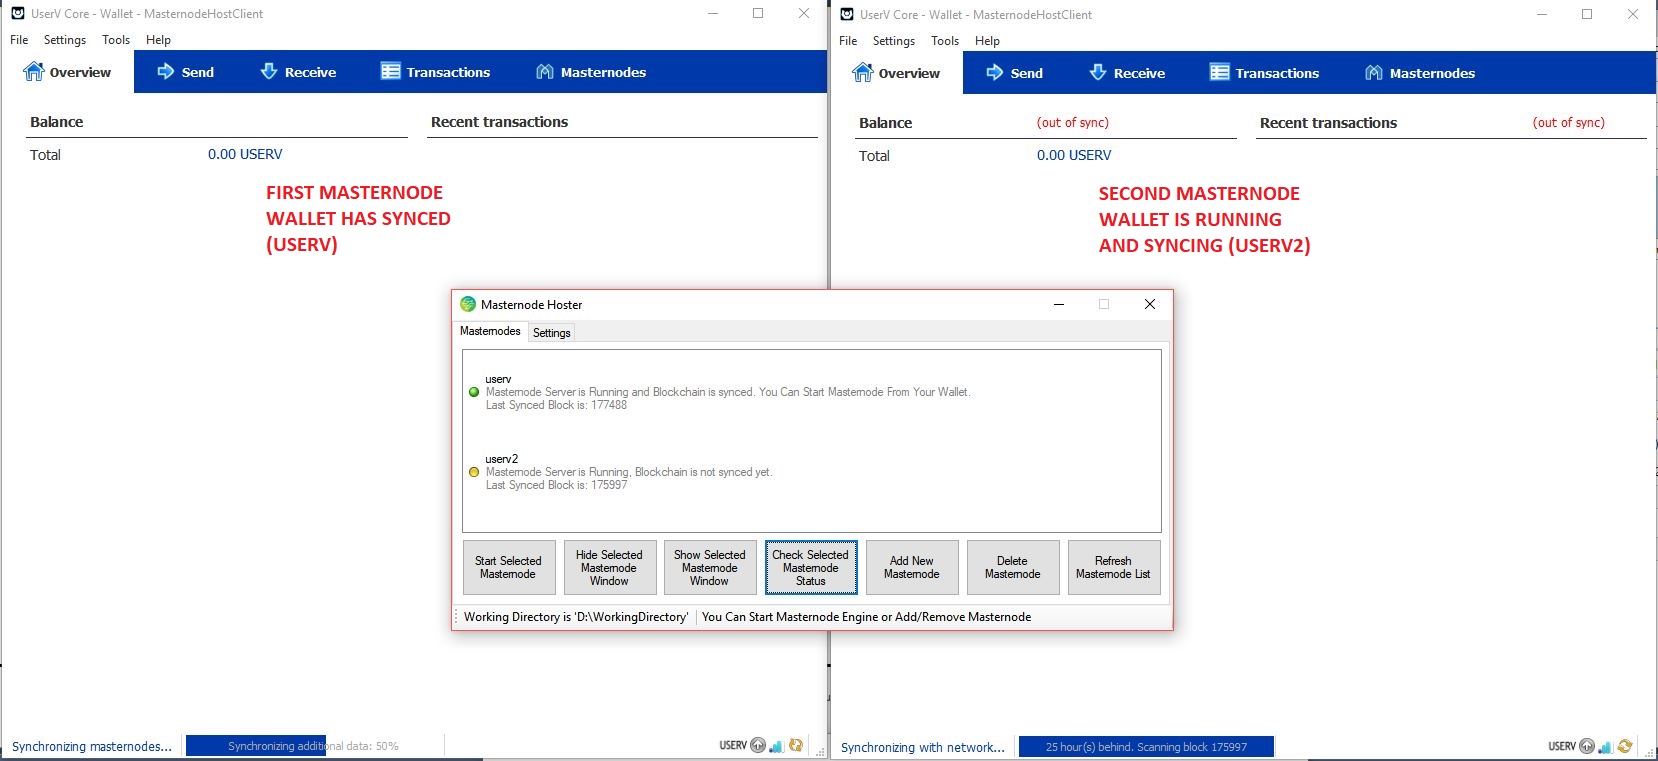 UserV Core - Wallet - MasternodeHostClient
File Settings Tools Help
Overview Send Receive Transactions Masternodes
Balance Recent transactions
Total 0.00 USERV
FIRST MASTERNODE
WALLET HAS SYNCED
(USERV)
Synchronizing masternodes... Synchronizing additional data: 50% USERV
UserV Core - Wallet - MasternodeHostClient
File Settings Tools Help
Overview Send Receive Transactions Masternodes
Balance (out of sync) Recent transactions (out of sync)
Total 0.00 USERV
SECOND MASTERNODE
WALLET IS RUNNING
AND SYNCING (USERV2)
Synchronizing with network... 25 hour(s) behind. Scanning block 175997 USERV
Masternode Hoster
Masternodes Settings
userv
Masternode Server is Running and Blockchain is synced. You Can Start Masternode From Your Wallet.
Last Synced Block is: 177488
userv2
Masternode Server is Running, Blockchain is not synced yet.
Last Synced Block is: 175997
Start Selected
Masternode
Hide Selected
Masternode
Window
Show Selected
Masternode
Window
Check Selected
Masternode
Status
Add New
Masternode
Delete
Masternode
Refresh
Masternode List
Working Directory is 'D:\WorkingDirectory' You Can Start Masternode Engine or Add/Remove Masternode